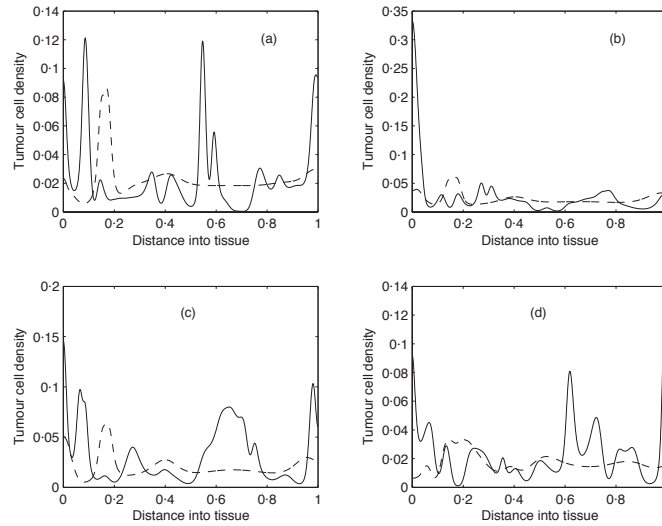 0·14
0·12
0·1
0·08
0·06
0·04
0·02
0
Tumour cell density
(a)
0 0·2 0·4 0·6 0·8 1
Distance into tissue
0·35
0·3
0·25
0·2
0·15
0·1
0·05
0
Tumour cell density
(b)
0 0·2 0·4 0·6 0·8
Distance into tissue
0·2
0·15
0·1
0·05
0
Tumour cell density
(c)
0 0·2 0·4 0·6 0·8 1
Distance into tissue
0·14
0·12
0·1
0·08
0·06
0·04
0·02
0
Tumour cell density
(d)
0 0·2 0·4 0·6 0·8
Distance into tissue